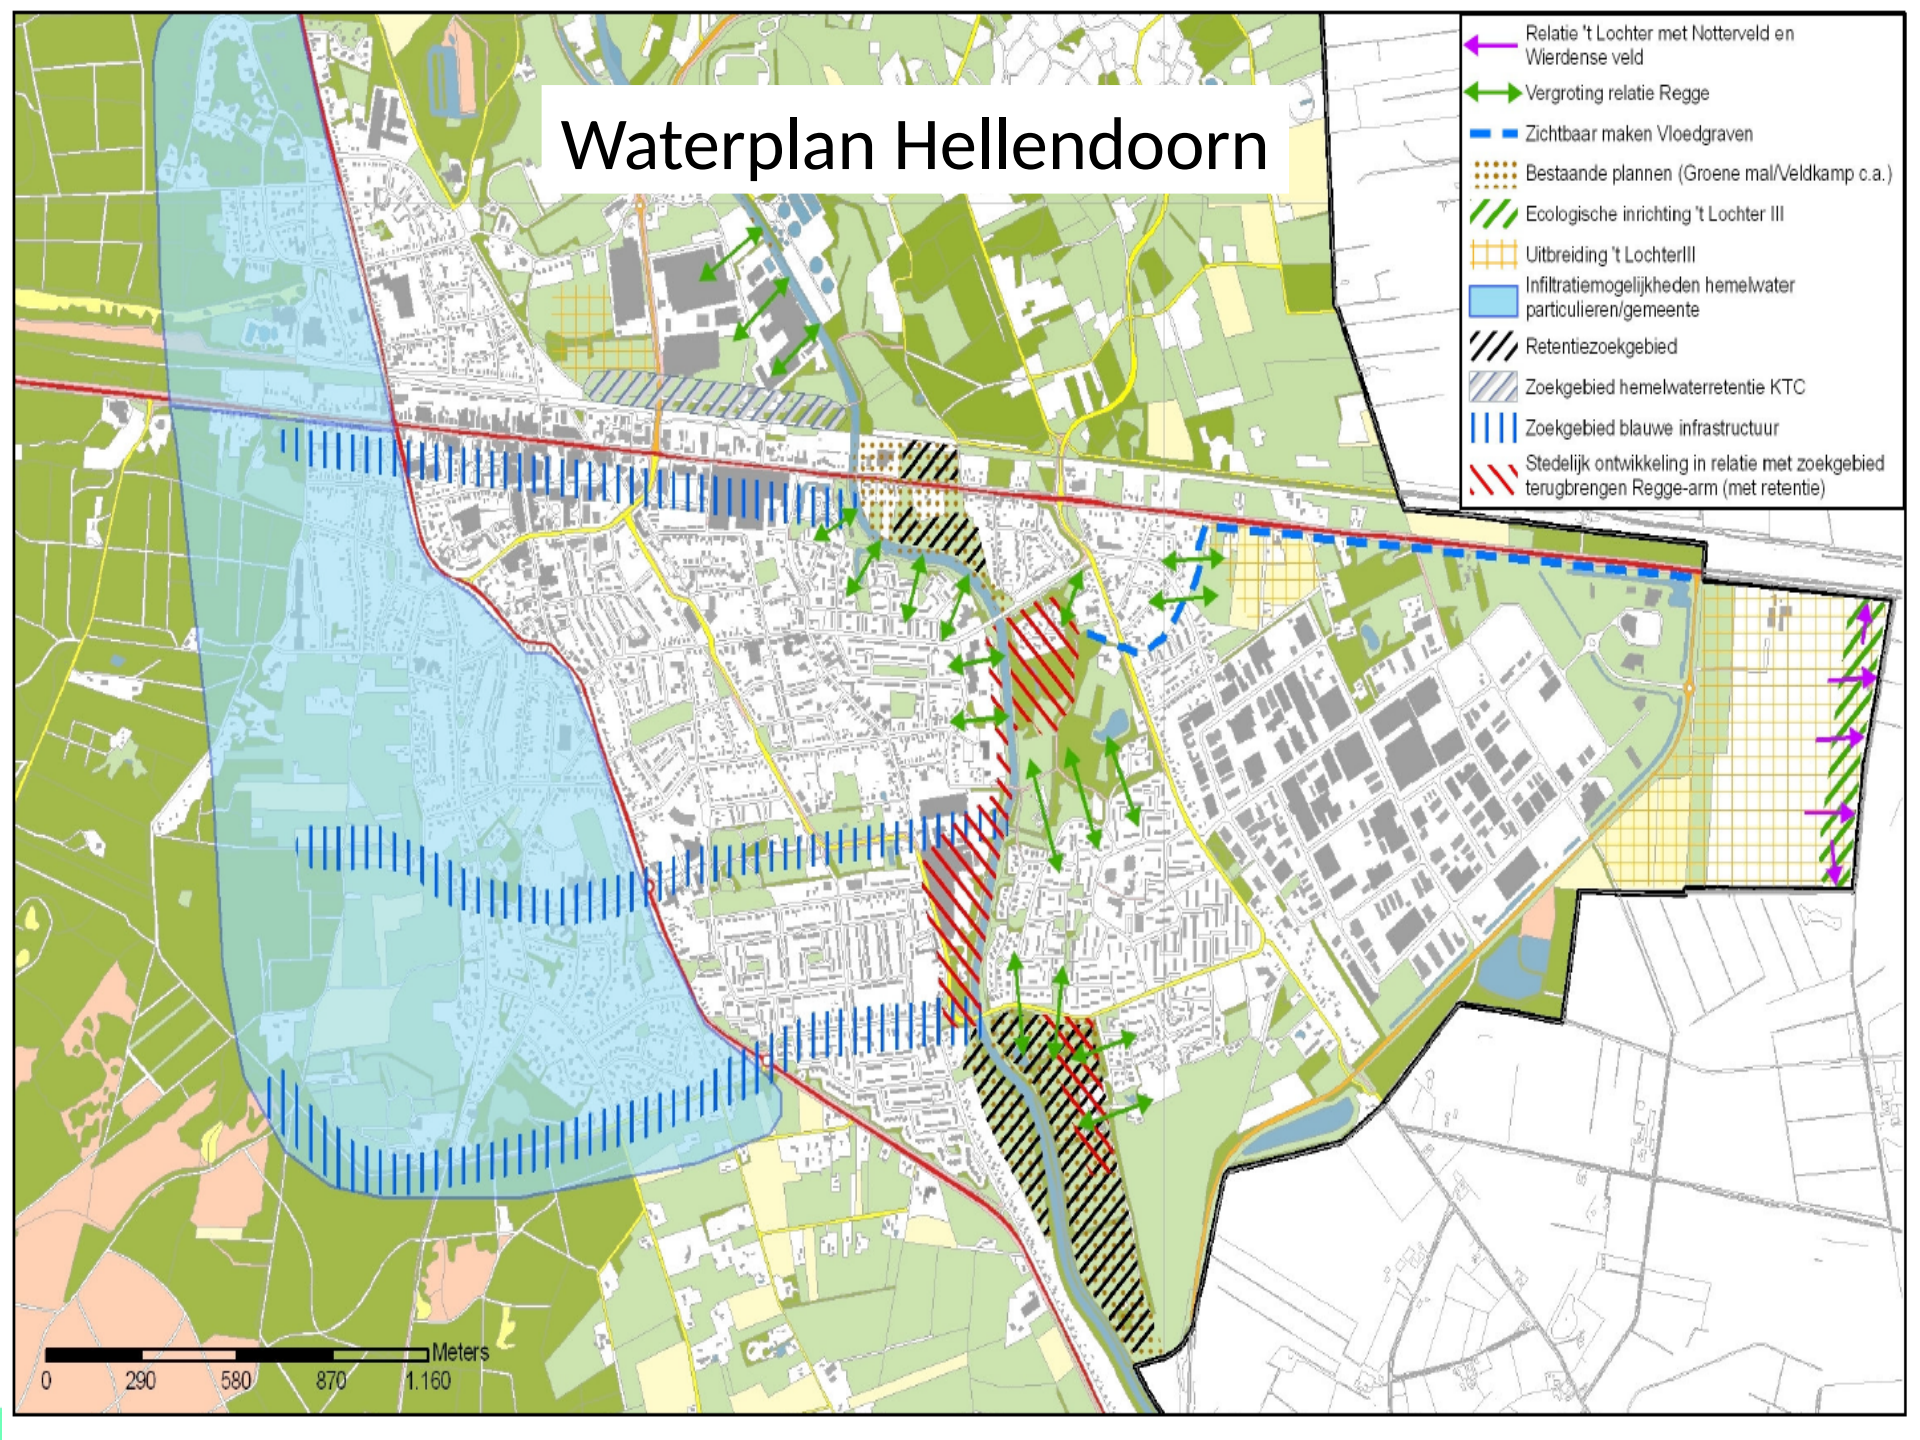 Waterplan Hellendoorn
Relatie 't Lochter met Notterveld en
Wierdense veld
Vergroting relatie Regge
Zichtbaar maken Vloedgraven
Bestaande plannen (Groene mal/Veldkamp c.a.)
Ecologische inrichting 't Lochter III
Uitbreiding 't LochterIII
Infiltratiemogelijkheden hemelwater
particulieren/gemeente
Retentiezoekgebied
Zoekgebied hemelwaterretentie KTC
Zoekgebied blauwe infrastructuur
Stedelijk ontwikkeling in relatie met zoekgebied
terugbrengen Regge-arm (met retentie)
Meters
0 290 580 870 1.160